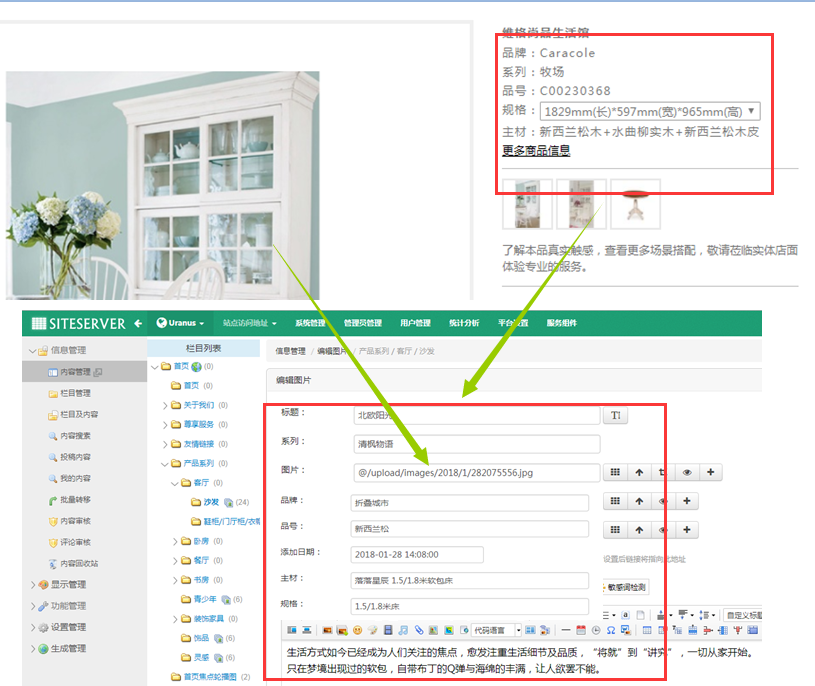 维格尚品生活馆
品牌：Caracole
系列：牧场
品号：C00230368
规格：1829mm(长)*597mm(宽)*965mm(高)
主材：新西兰松木+水曲柳实木+新西兰松木皮
更多商品信息
了解本品真实触感，查看更多场景搭配，敬请莅临实体店面
体验专业的服务。
SITESERVER Uranus 站点访问地址 系统管理 管理员管理 用户管理 统计分析 平台设置 服务组件
信息管理
内容管理
栏目管理
栏目及内容
内容搜索
投稿内容
我的内容
批量转移
内容审核
评论审核
内容回收站
显示管理
功能管理
设置管理
生成管理
栏目列表
首页 (0)
首页 (0)
关于我们 (0)
尊享服务 (0)
友情链接 (0)
产品系列 (0)
客厅 (0)
沙发 (24)
鞋柜/门厅柜/衣帽
卧房 (0)
餐厅 (0)
书房 (0)
青少年 (6)
装饰家具 (0)
饰品 (6)
灵感 (6)
首页焦点轮播图 (2)
信息管理 / 编辑图片 / 产品系列 / 客厅 / 沙发
编辑图片
标题： 北欧阳光
系列： 清枫物语
图片： @/upload/images/2018/1/282075556.jpg
品牌： 折叠城市
品号： 新西兰松
添加日期： 2018-01-28 14:08:00
设置后链接将指向此地址
主材： 落落星辰 1.5/1.8米软包床
敏感词检测
规格： 1.5/1.8米床
自定义标题
代码语言
生活方式如今已经成为人们关注的焦点，愈发注重生活细节及品质，“将就”到“讲究”，一切从家开始。
只在梦境出现过的软包，自带布丁的Q弹与海绵的丰满，让人欲罢不能。